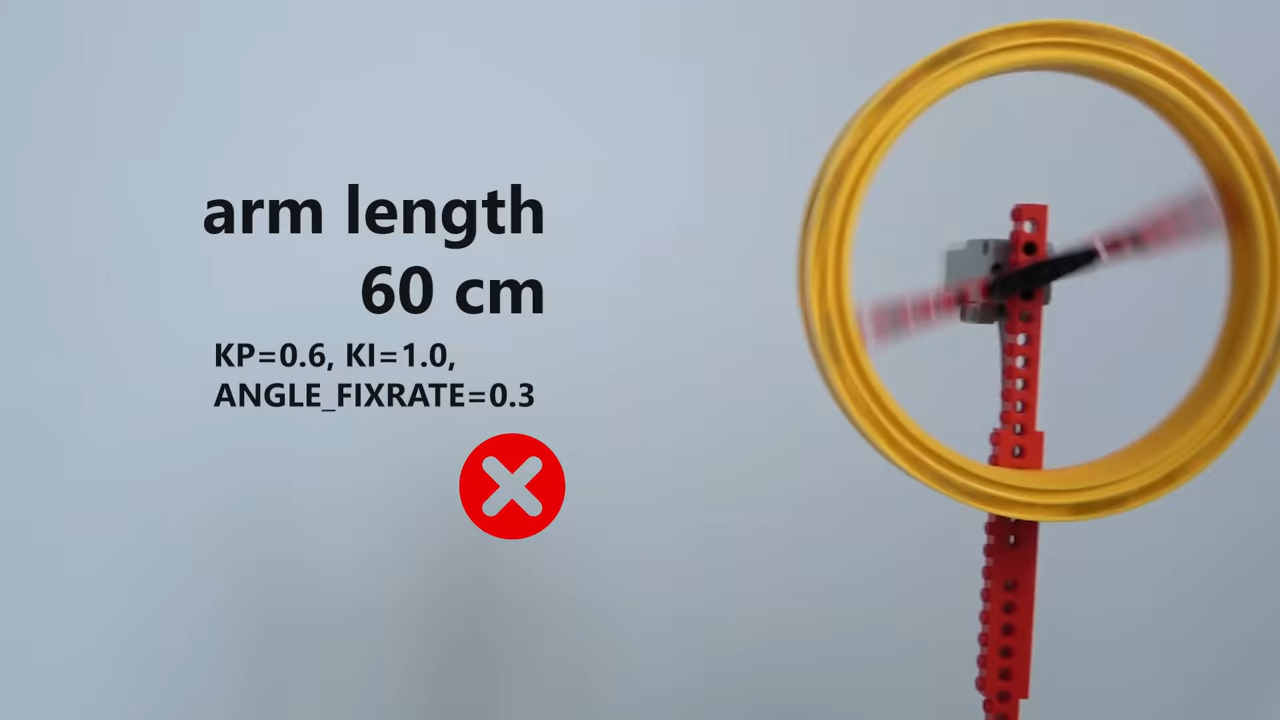 arm length
60 cm
KP=0.6, KI=1.0,
ANGLE_FIXRATE=0.3